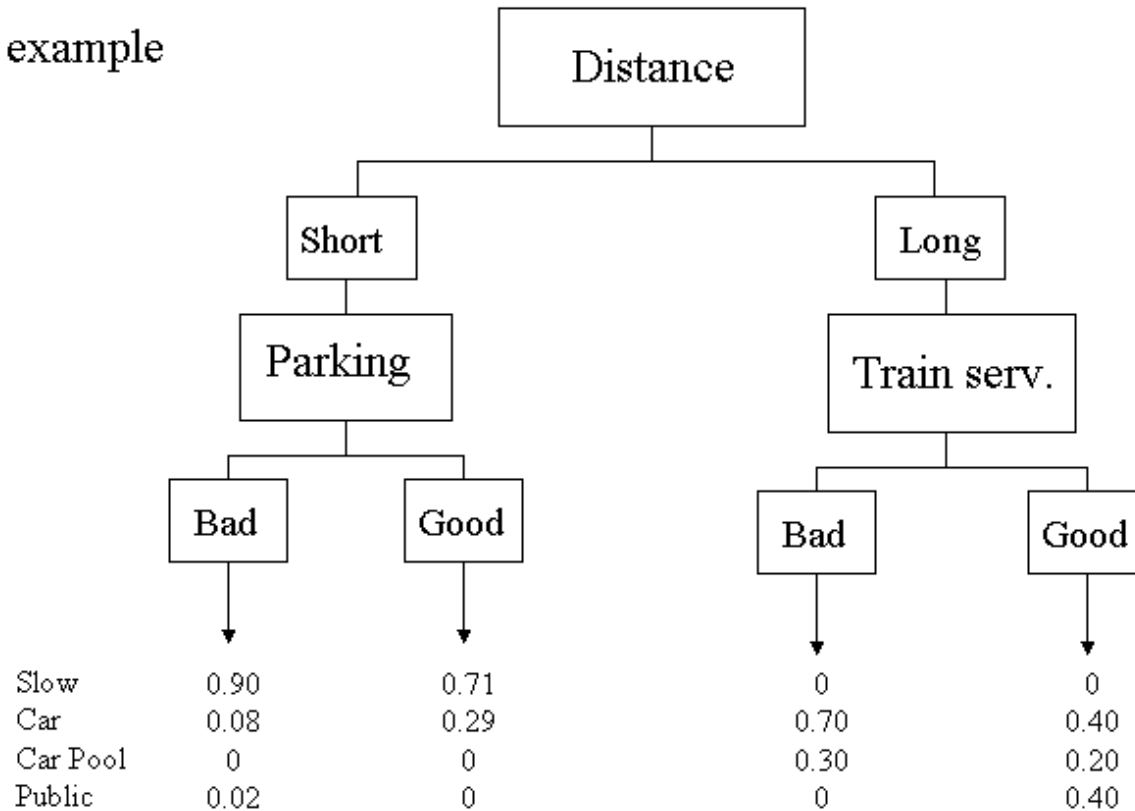 example
Distance
Short Long
Parking Train serv.
Bad Good Bad Good
Slow 0.90 0.71 0 0
Car 0.08 0.29 0.70 0.40
Car Pool 0 0 0.30 0.20
Public 0.02 0 0 0.40